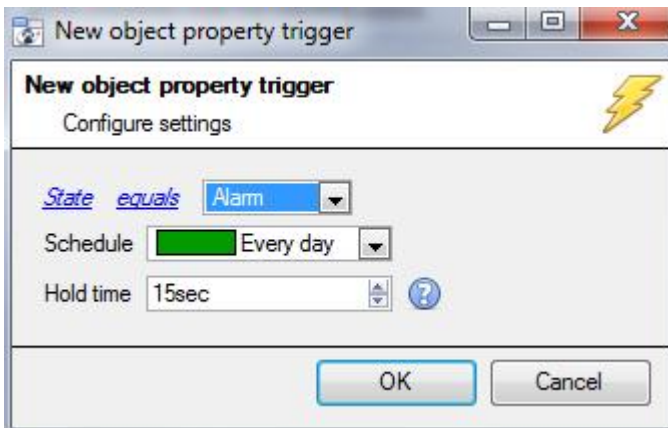 New object property trigger
New object property trigger
Configure settings
State equals Alarm
Schedule Every day
Hold time 15sec
OK Cancel